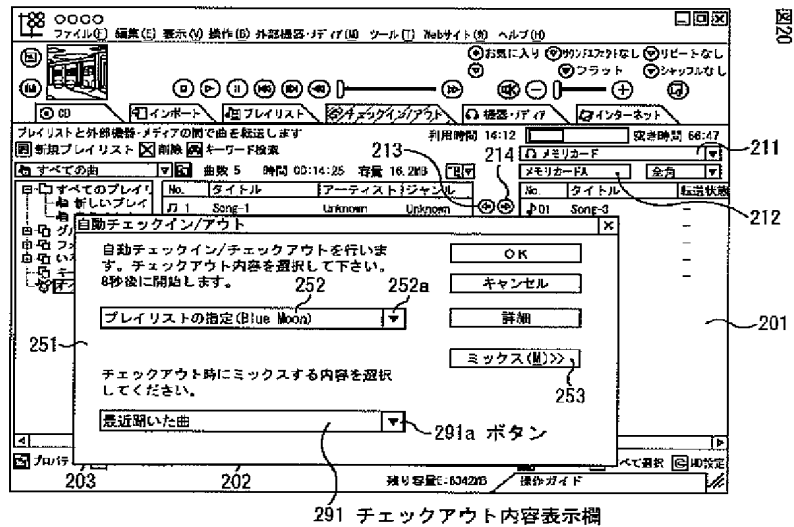 図20
○○○○
ファイル(F) 編集(E) 表示(V) 操作(B) 外部機器・メディア(M) ツール(T) Webサイト(W) ヘルプ(H)
お気に入り サウンドエフェクトなし リピートなし
フラット シャッフルなし
CD インポート プレイリスト チェックイン/アウト 機器・メディア インターネット
プレイリストと外部機器・メディアの間で曲を転送します
利用時間 14:12 空き時間 66:47
新規プレイリスト 削除 キーワード検索
213 214 メモリカード 211
すべての曲 曲数 5 時間 00:14:25 容量 16.2MB
メモリカードA 全角 212
すべてのプレイリ
No. タイトル アーティスト ジャンル
No. タイトル 転送状態
新しいプレイ
1 Song-1 Unknown Unknown
01 Song-3
自動チェックイン/アウト
自動チェックイン/チェックアウトを行いま
す。チェックアウト内容を選択して下さい。
8秒後に開始します。
OK
キャンセル
252 252a
プレイリストの指定(Blue Moon)
詳細
201
251
ミックス(M)>>
253
チェックアウト時にミックスする内容を選択
してください。
最近聞いた曲
291a ボタン
プロパテ
べて選択 HD設定
203 202
残り容量E:6342MB 操作ガイド
291 チェックアウト内容表示欄